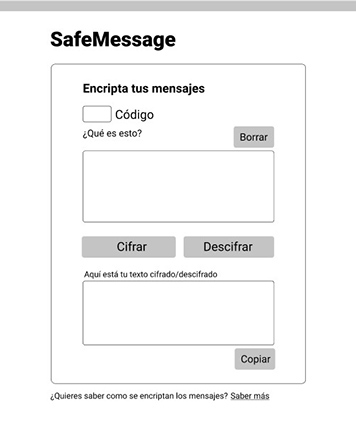 SafeMessage
Encripta tus mensajes
Código
¿Qué es esto?
Borrar
Cifrar
Descifrar
Aquí está tu texto cifrado/descifrado
Copiar
¿Quieres saber como se encriptan los mensajes? Saber más